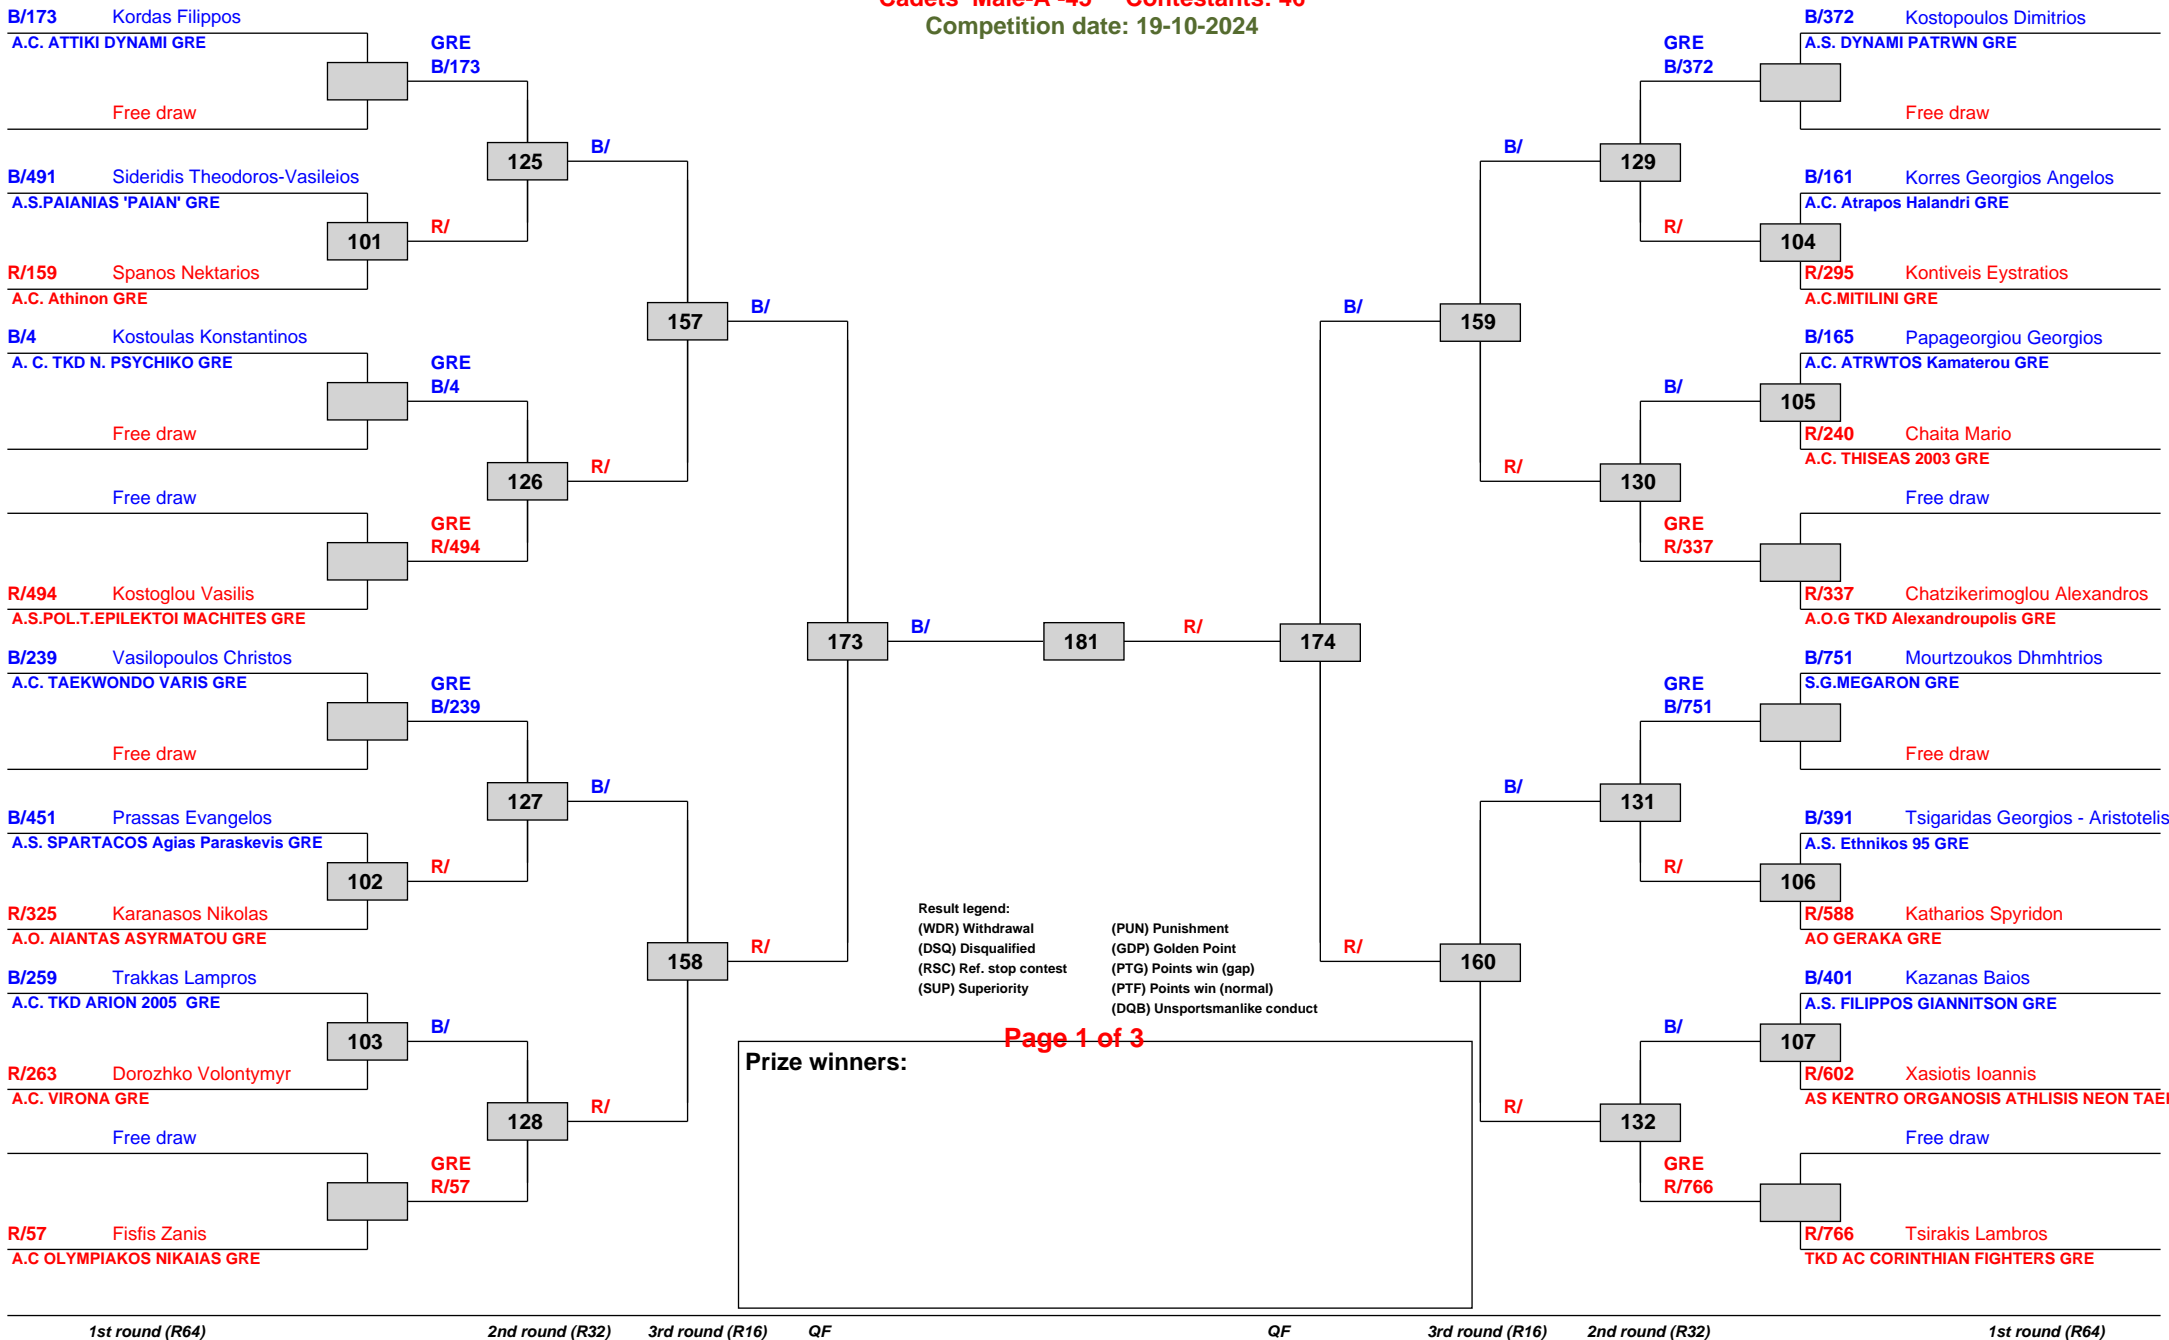 Cadets Male-A -45 Contestants: 46
Competition date: 19-10-2024
B/173 Kordas Filippos
A.C. ATTIKI DYNAMI GRE
GRE
B/173
Free draw
125
B/
B/491 Sideridis Theodoros-Vasileios
A.S.PAIANIAS 'PAIAN' GRE
101
R/
R/159 Spanos Nektarios
A.C. Athinon GRE
157
B/
B/4 Kostoulas Konstantinos
A. C. TKD N. PSYCHIKO GRE
GRE
B/4
Free draw
126
R/
Free draw
GRE
R/494
R/494 Kostoglou Vasilis
A.S.POL.T.EPILEKTOI MACHITES GRE
173
B/
181
R/
174
B/239 Vasilopoulos Christos
A.C. TAEKWONDO VARIS GRE
GRE
B/239
Free draw
127
B/
B/451 Prassas Evangelos
A.S. SPARTACOS Agias Paraskevis GRE
102
R/
R/325 Karanasos Nikolas
A.O. AIANTAS ASYRMATOU GRE
158
R/
B/259 Trakkas Lampros
A.C. TKD ARION 2005 GRE
103
B/
R/263 Dorozhko Volontymyr
A.C. VIRONA GRE
128
R/
Free draw
GRE
R/57
R/57 Fisfis Zanis
A.C OLYMPIAKOS NIKAIAS GRE
B/372 Kostopoulos Dimitrios
A.S. DYNAMI PATRWN GRE
GRE
B/372
Free draw
B/
129
B/161 Korres Georgios Angelos
A.C. Atrapos Halandri GRE
R/
104
R/295 Kontiveis Eystratios
A.C.MITILINI GRE
B/
159
B/165 Papageorgiou Georgios
A.C. ATRWTOS Kamaterou GRE
B/
105
R/240 Chaita Mario
A.C. THISEAS 2003 GRE
R/
130
Free draw
GRE
R/337
R/337 Chatzikerimoglou Alexandros
A.O.G TKD Alexandroupolis GRE
B/751 Mourtzoukos Dhmhtrios
S.G.MEGARON GRE
GRE
B/751
Free draw
B/
131
B/391 Tsigaridas Georgios - Aristotelis
A.S. Ethnikos 95 GRE
R/
106
R/588 Katharios Spyridon
AO GERAKA GRE
R/
160
B/401 Kazanas Baios
A.S. FILIPPOS GIANNITSON GRE
B/
107
R/602 Xasiotis Ioannis
AS KENTRO ORGANOSIS ATHLISIS NEON TAE
R/
132
Free draw
GRE
R/766
R/766 Tsirakis Lambros
TKD AC CORINTHIAN FIGHTERS GRE
Result legend:
(WDR) Withdrawal (PUN) Punishment
(DSQ) Disqualified (GDP) Golden Point
(RSC) Ref. stop contest (PTG) Points win (gap)
(SUP) Superiority (PTF) Points win (normal)
(DQB) Unsportsmanlike conduct
Page 1 of 3
Prize winners:
1st round (R64) 2nd round (R32) 3rd round (R16) QF QF 3rd round (R16) 2nd round (R32) 1st round (R64)